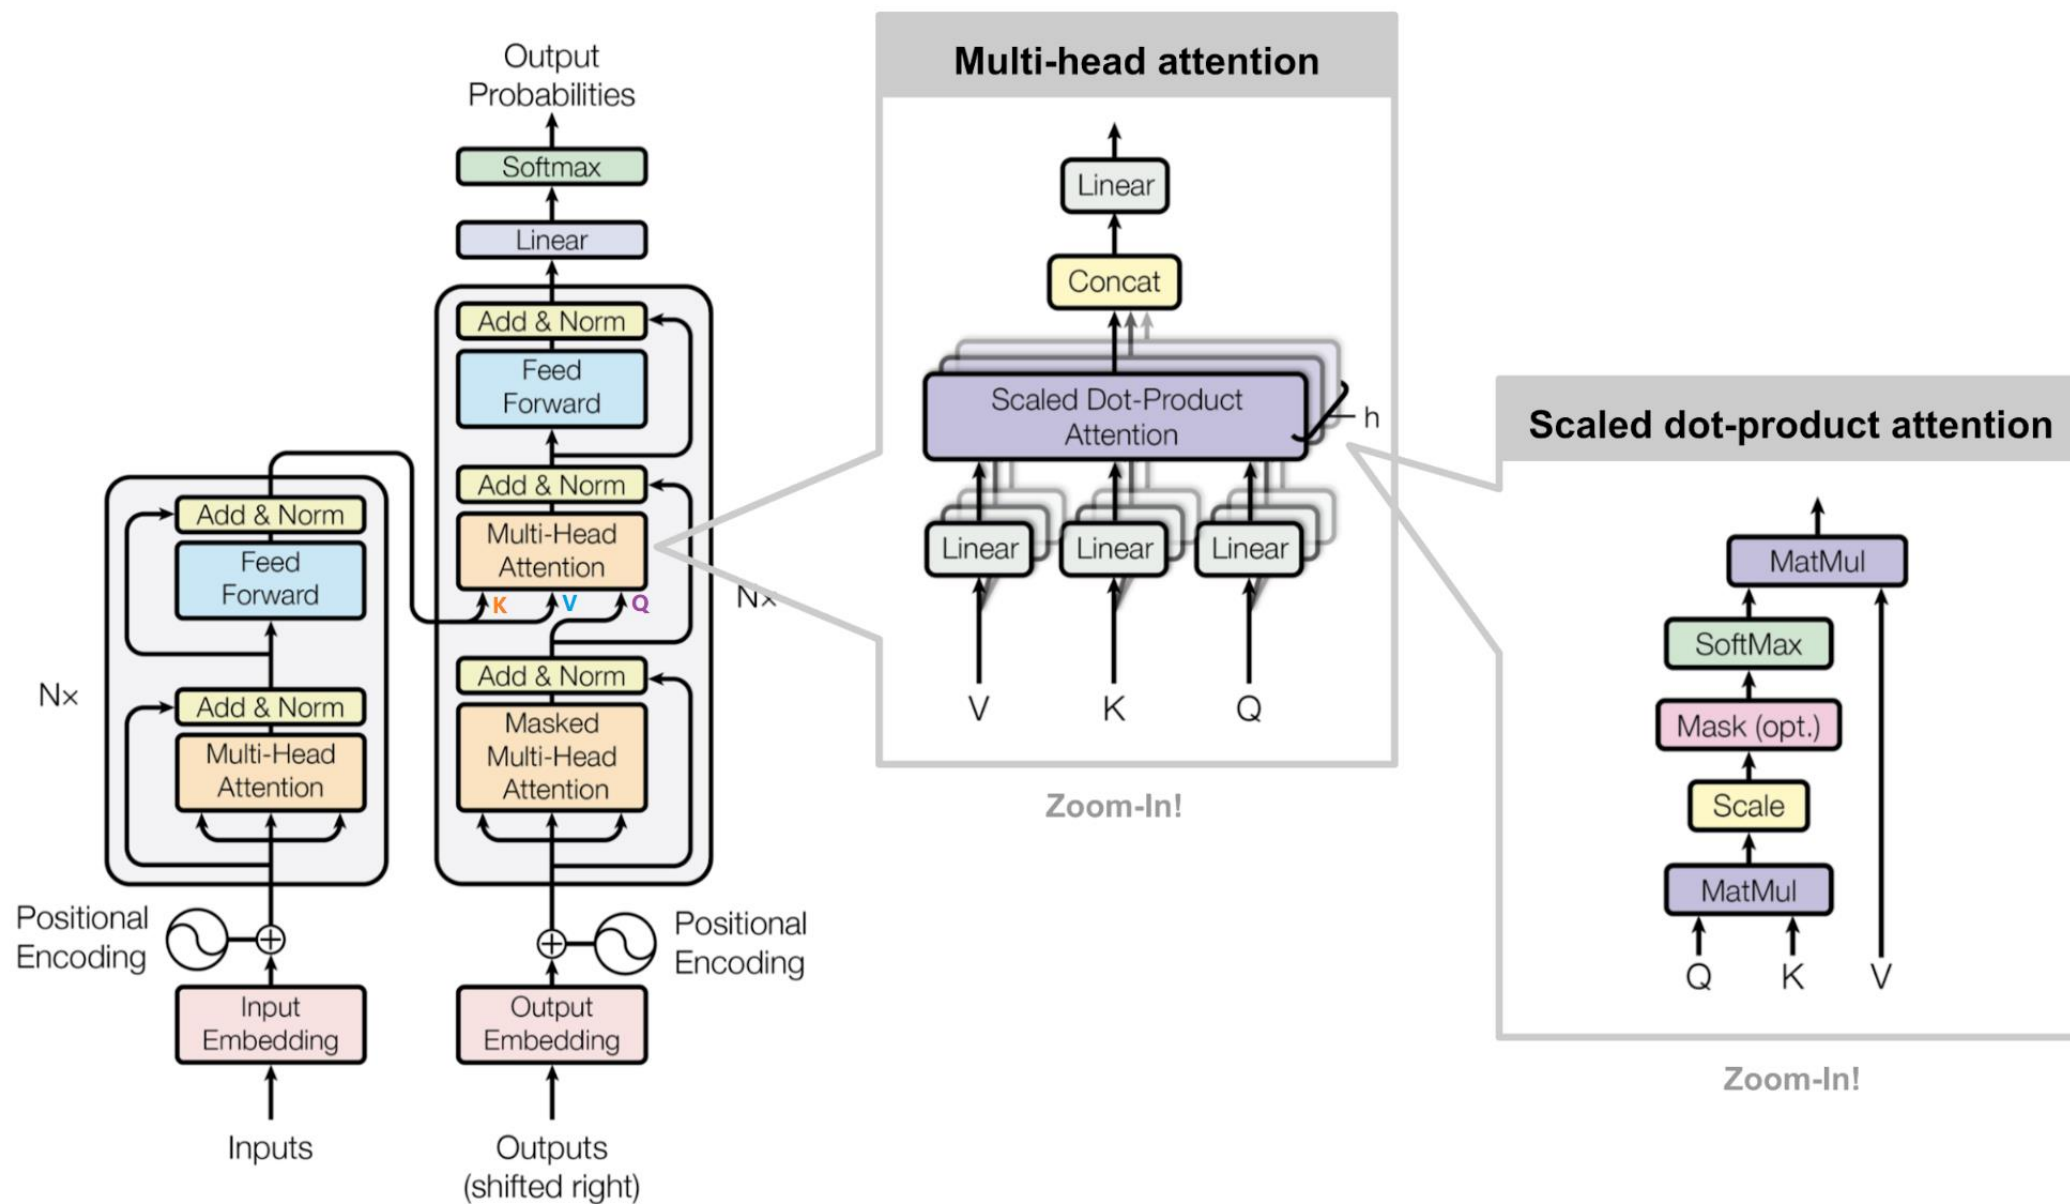 Output
Probabilities
Softmax
Linear
Add & Norm
Feed
Forward
Add & Norm
Multi-Head
Attention
K
V
Q
Nx
Add & Norm
Masked
Multi-Head
Attention
Positional
Encoding
Output
Embedding
Outputs
(shifted right)
Add & Norm
Feed
Forward
Nx
Add & Norm
Multi-Head
Attention
Positional
Encoding
Input
Embedding
Inputs
Multi-head attention
Linear
Concat
Scaled Dot-Product
Attention
h
Linear
Linear
Linear
V
K
Q
Zoom-In!
Scaled dot-product attention
MatMul
SoftMax
Mask (opt.)
Scale
MatMul
Q
K
V
Zoom-In!